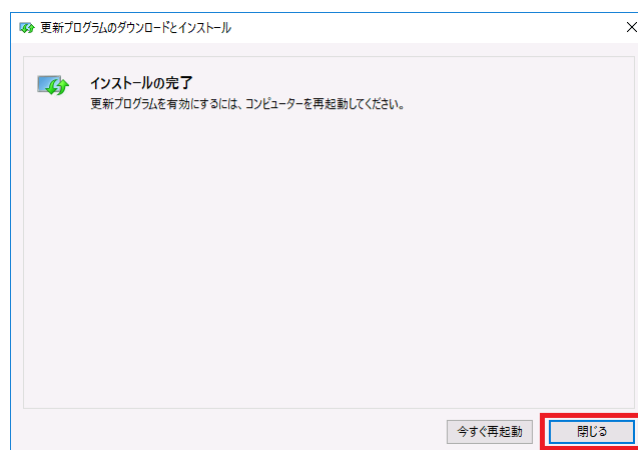 更新プログラムのダウンロードとインストール
インストールの完了
更新プログラムを有効にするには、コンピューターを再起動してください。
今すぐ再起動
閉じる